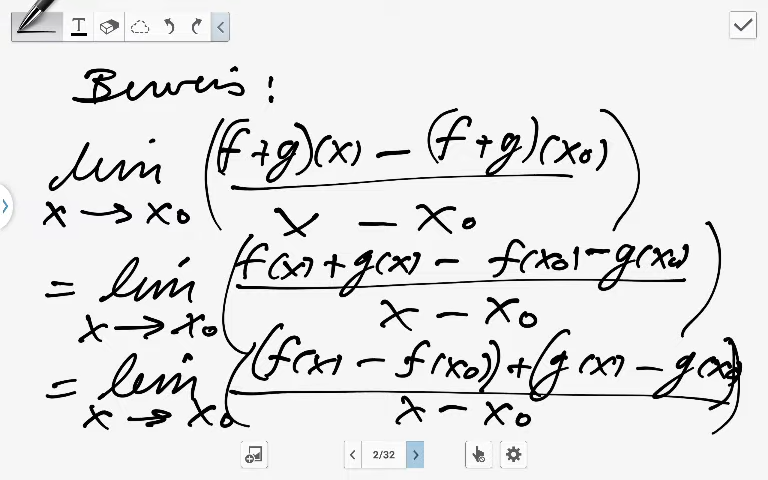 T
Beweis:
lim x → x₀ ( ((f+g)(x) − (f+g)(x₀)) / (x − x₀) )
= lim x → x₀ ( (f(x) + g(x) − f(x₀) − g(x₀)) / (x − x₀) )
= lim x → x₀ ( ((f(x) − f(x₀)) + (g(x) − g(x₀))) / (x − x₀) )
2/32